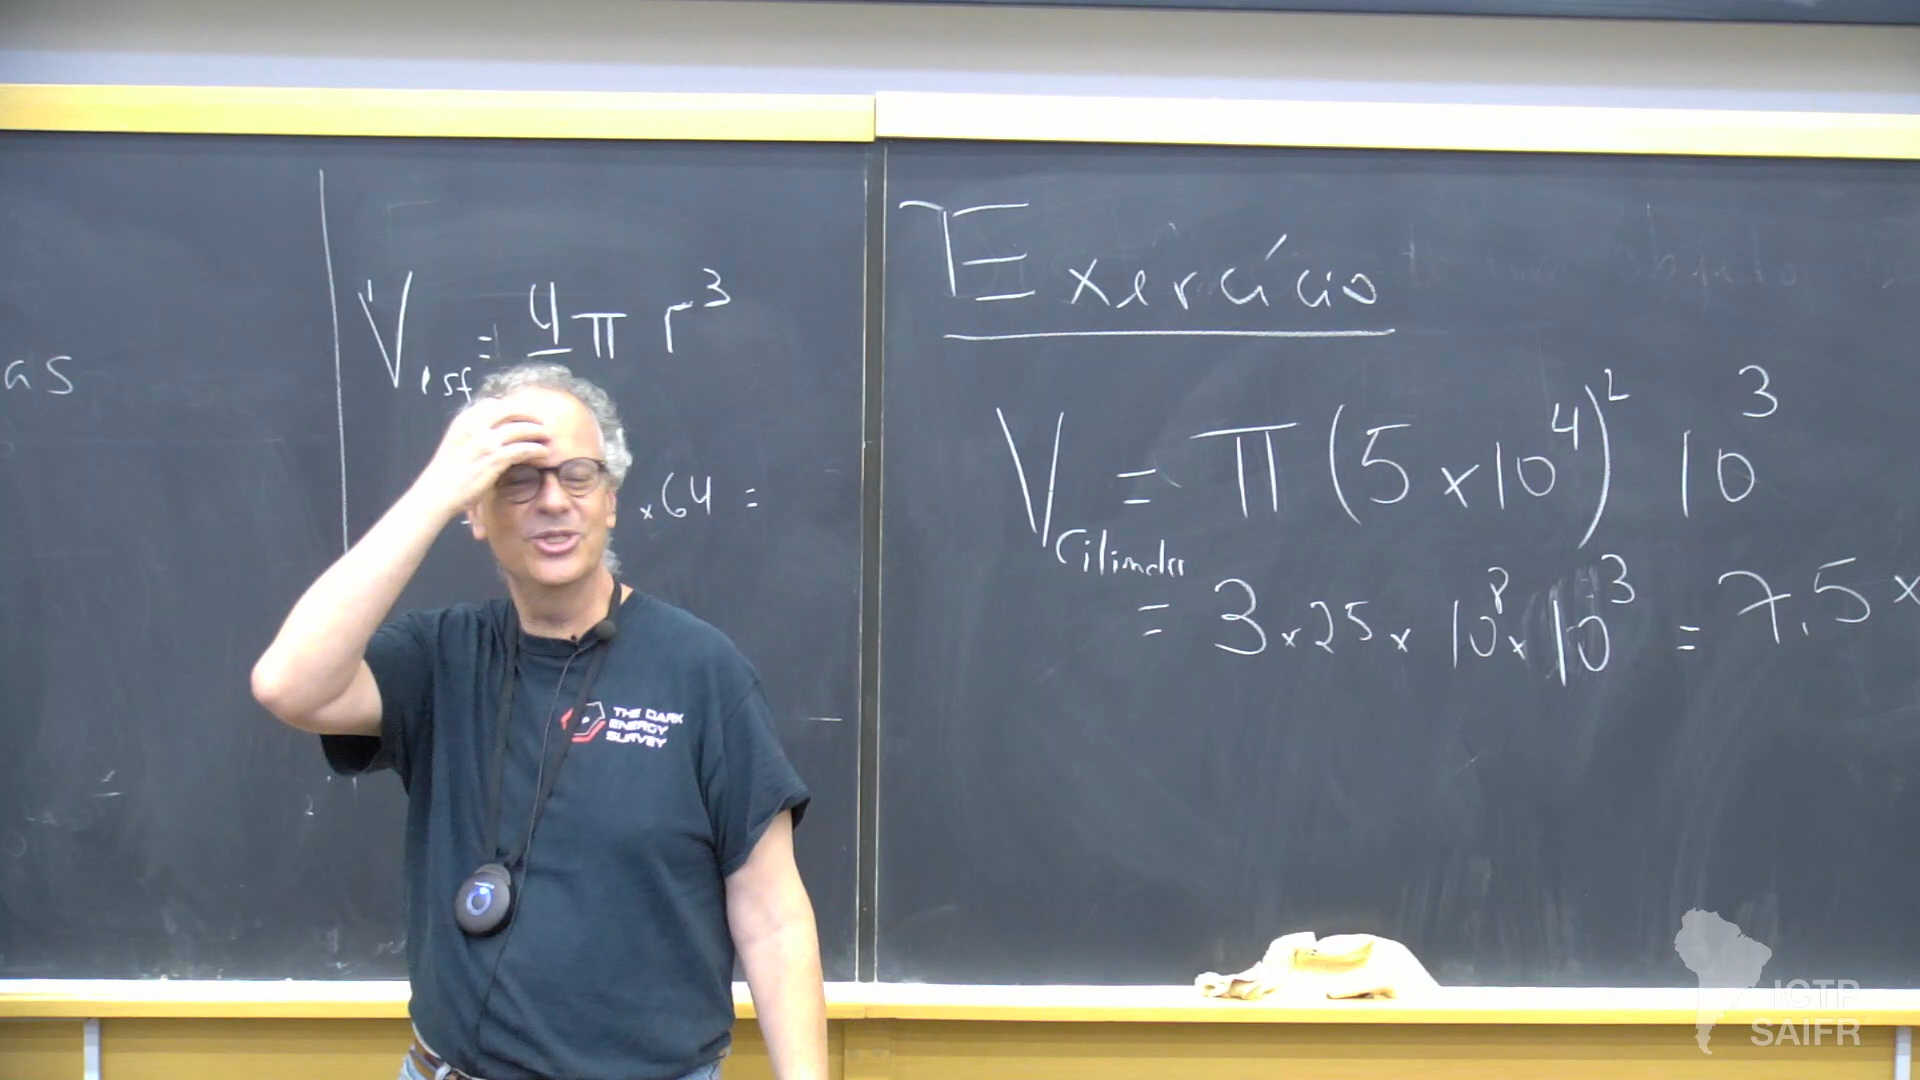 as
V esf = 4 π r³
×64 =
Exercício
V Cilindro = π (5 × 10⁴)² 10³
= 3 × 25 × 10⁸ × 10³ = 7,5 ×
THE DARK
ENERGY
SURVEY
ICTP
SAIFR